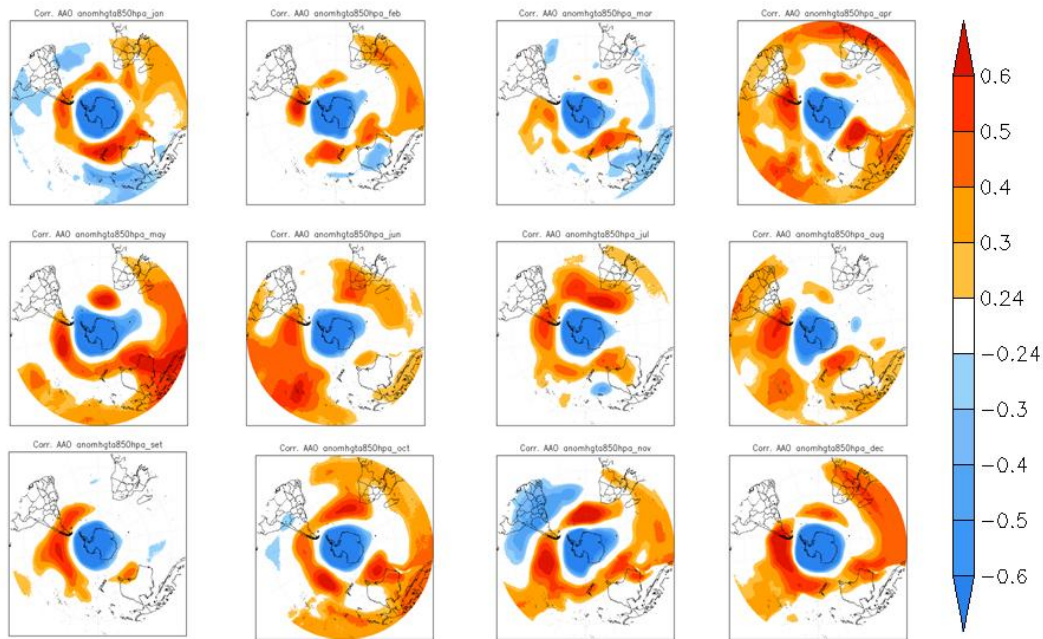 Corr. AAO anomhgta850hpa_jan
Corr. AAO anomhgta850hpa_feb
Corr. AAO anomhgta850hpa_mar
Corr. AAO anomhgta850hpa_apr
0.6
0.5
0.4
0.3
0.24
-0.24
-0.3
-0.4
-0.5
-0.6
Corr. AAO anomhgta850hpa_may
Corr. AAO anomhgta850hpa_jun
Corr. AAO anomhgta850hpa_jul
Corr. AAO anomhgta850hpa_aug
Corr. AAO anomhgta850hpa_set
Corr. AAO anomhgta850hpa_oct
Corr. AAO anomhgta850hpa_nov
Corr. AAO anomhgta850hpa_dec